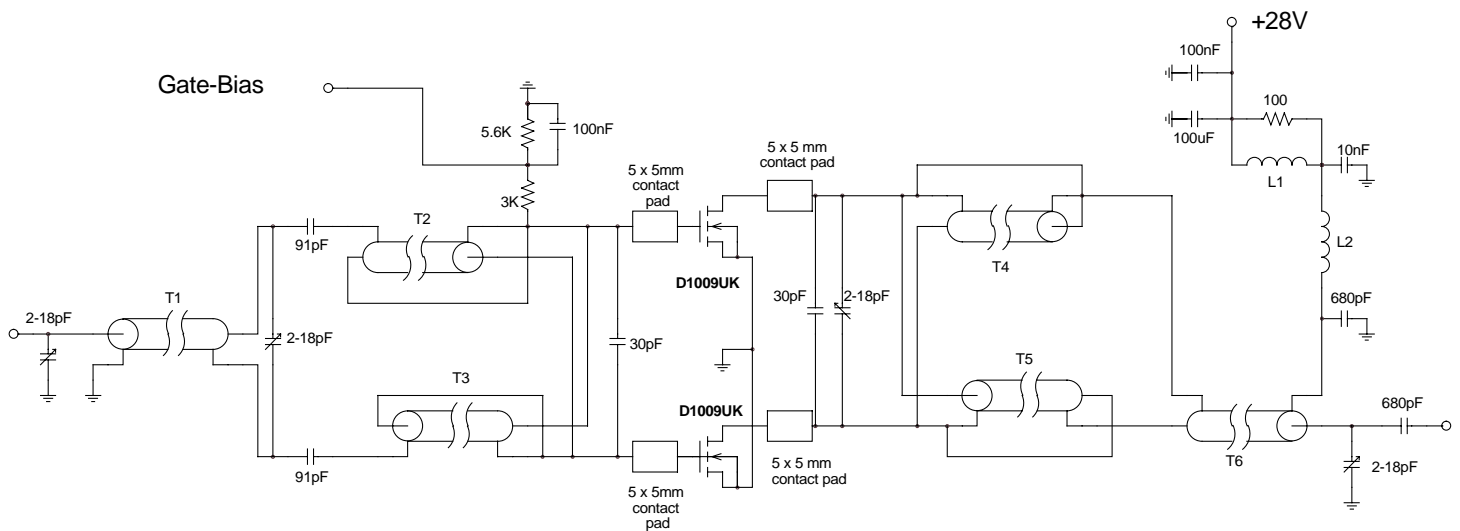 +28V
100nF
Gate-Bias
100
5.6K
100nF
100uF
5 x 5 mm
contact pad
10nF
5 x 5mm
contact
pad
L1
3K
T2
91pF
L2
T4
D1009UK
T1
2-18pF
30pF
2-18pF
680pF
2-18pF
30pF
T5
T3
D1009UK
680pF
91pF
T6
5 x 5 mm
contact pad
2-18pF
5 x 5mm
contact
pad